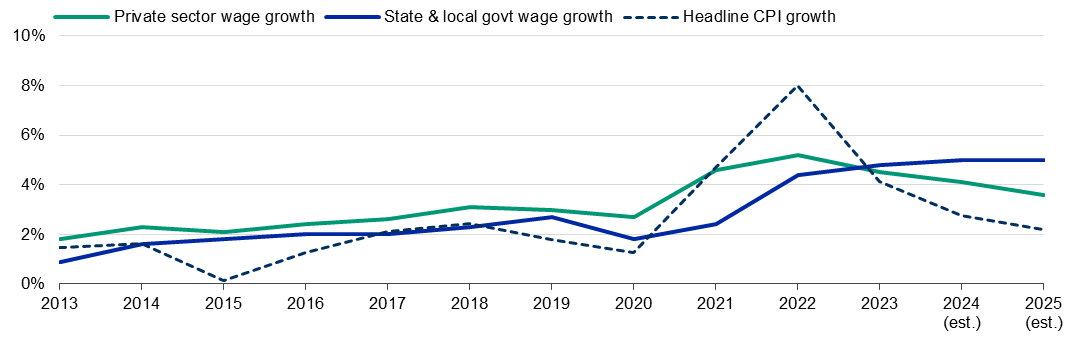 Private sector wage growth State & local govt wage growth Headline CPI growth
10%
8%
6%
4%
2%
0%
2013 2014 2015 2016 2017 2018 2019 2020 2021 2022 2023 2024 2025
(est.) (est.)